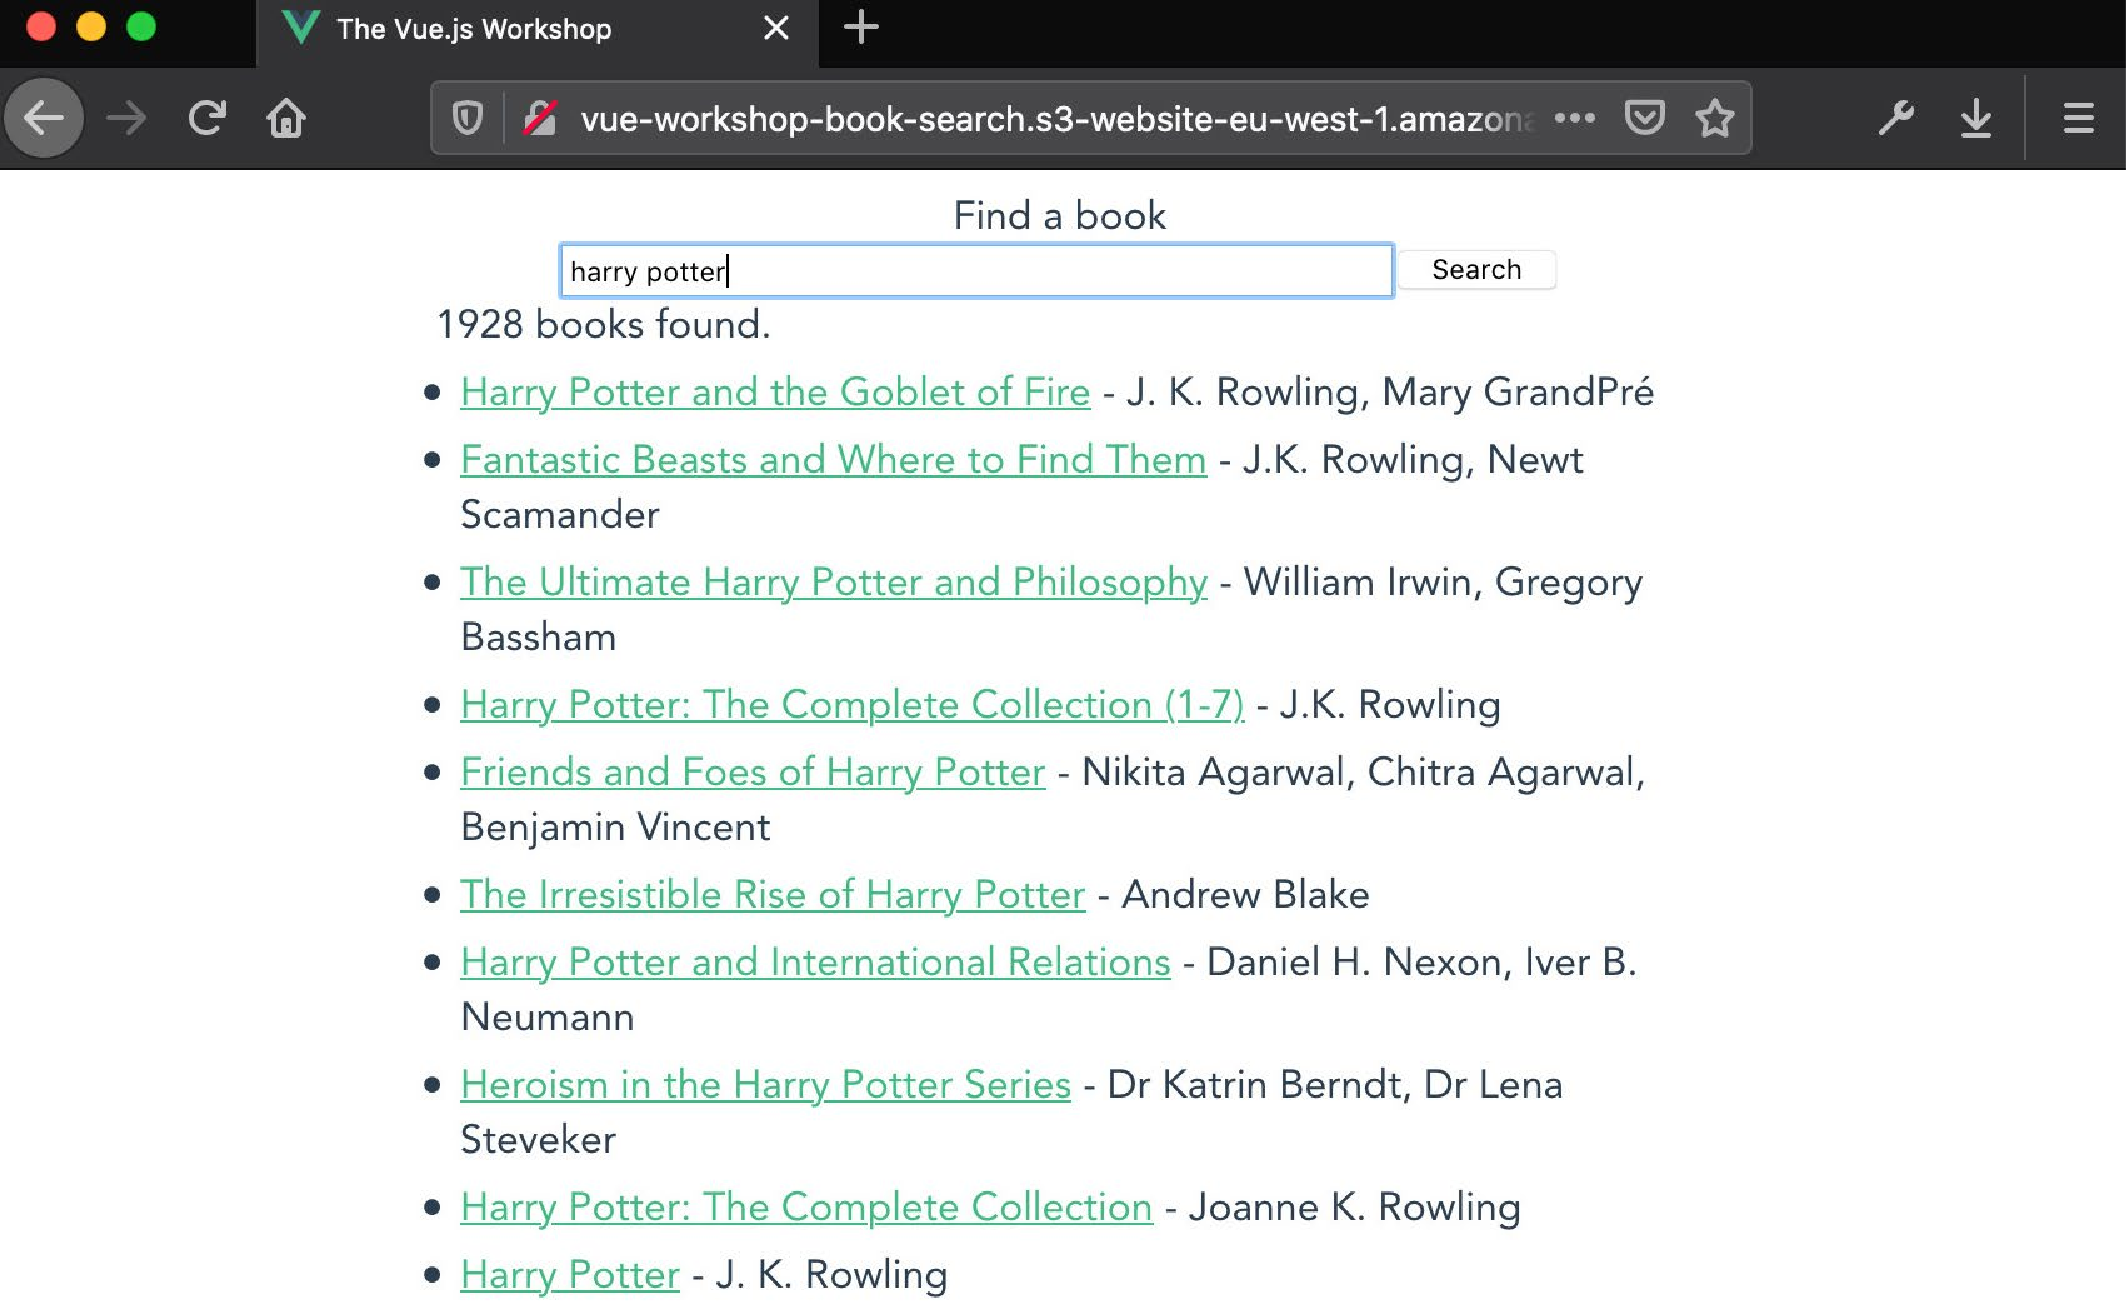 The Vue.js Workshop
vue-workshop-book-search.s3-website-eu-west-1.amazon
Find a book
harry potter Search
1928 books found.
Harry Potter and the Goblet of Fire - J. K. Rowling, Mary GrandPré
Fantastic Beasts and Where to Find Them - J.K. Rowling, Newt
Scamander
The Ultimate Harry Potter and Philosophy - William Irwin, Gregory
Bassham
Harry Potter: The Complete Collection (1-7) - J.K. Rowling
Friends and Foes of Harry Potter - Nikita Agarwal, Chitra Agarwal,
Benjamin Vincent
The Irresistible Rise of Harry Potter - Andrew Blake
Harry Potter and International Relations - Daniel H. Nexon, Iver B.
Neumann
Heroism in the Harry Potter Series - Dr Katrin Berndt, Dr Lena
Steveker
Harry Potter: The Complete Collection - Joanne K. Rowling
Harry Potter - J. K. Rowling